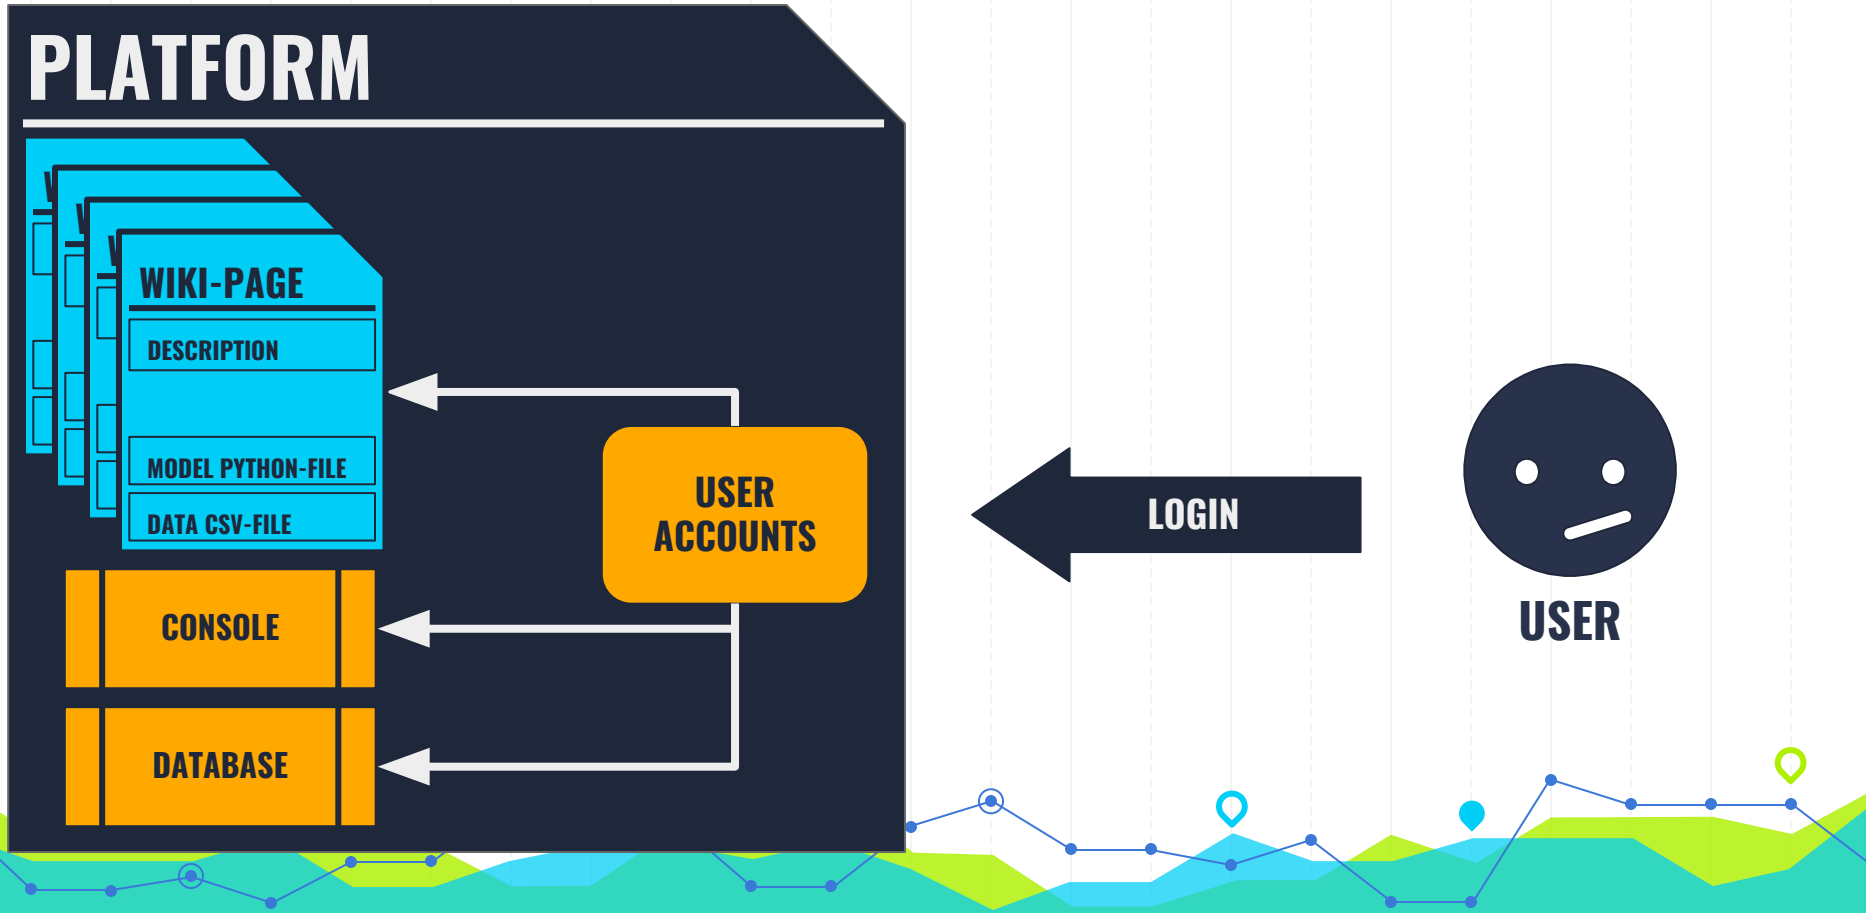 PLATFORM
WIKI-PAGE
DESCRIPTION
MODEL PYTHON-FILE
DATA CSV-FILE
USER
ACCOUNTS
CONSOLE
DATABASE
LOGIN
USER